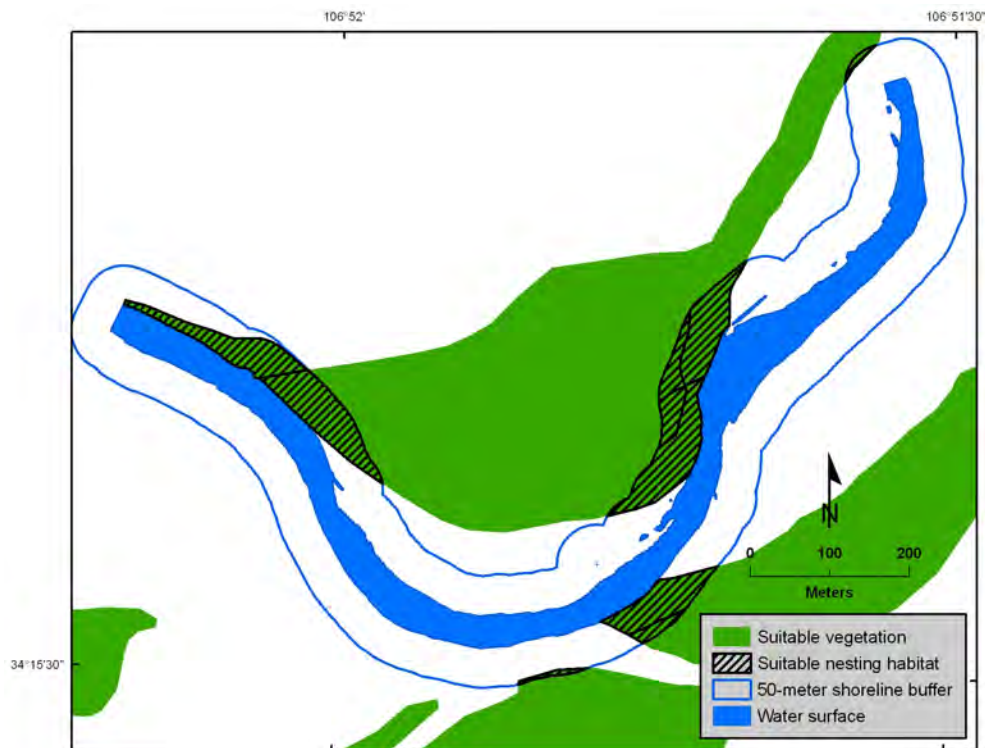 106°52'
106°51'30"
34°15'30"
N
0 100 200
Meters
Suitable vegetation
Suitable nesting habitat
50-meter shoreline buffer
Water surface